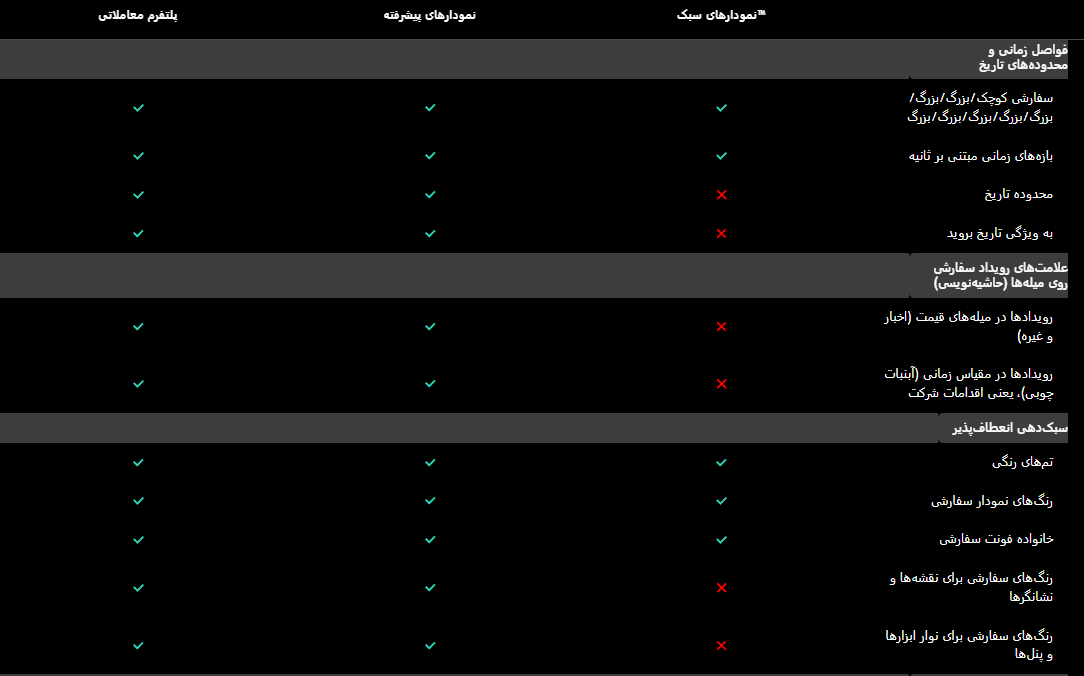 نمودارهای سبک™
نمودارهای پیشرفته
پلتفرم معاملاتی
فواصل زمانی و
محدوده‌های تاریخ
سفارشی کوچک/بزرگ/بزرگ/
بزرگ/بزرگ/بزرگ/بزرگ/بزرگ
بازه‌های زمانی مبتنی بر ثانیه
محدوده تاریخ
به ویژگی تاریخ بروید
علامت‌های رویداد سفارشی
روی میله‌ها (حاشیه‌نویسی)
رویدادها در میله‌های قیمت (اخبار
و غیره)
رویدادها در مقیاس زمانی (آبنبات
چوبی)، یعنی اقدامات شرکت
سبک‌دهی انعطاف‌پذیر
تم‌های رنگی
رنگ‌های نمودار سفارشی
خانواده فونت سفارشی
رنگ‌های سفارشی برای نقشه‌ها و
نشانگرها
رنگ‌های سفارشی برای نوار ابزارها
و پنل‌ها